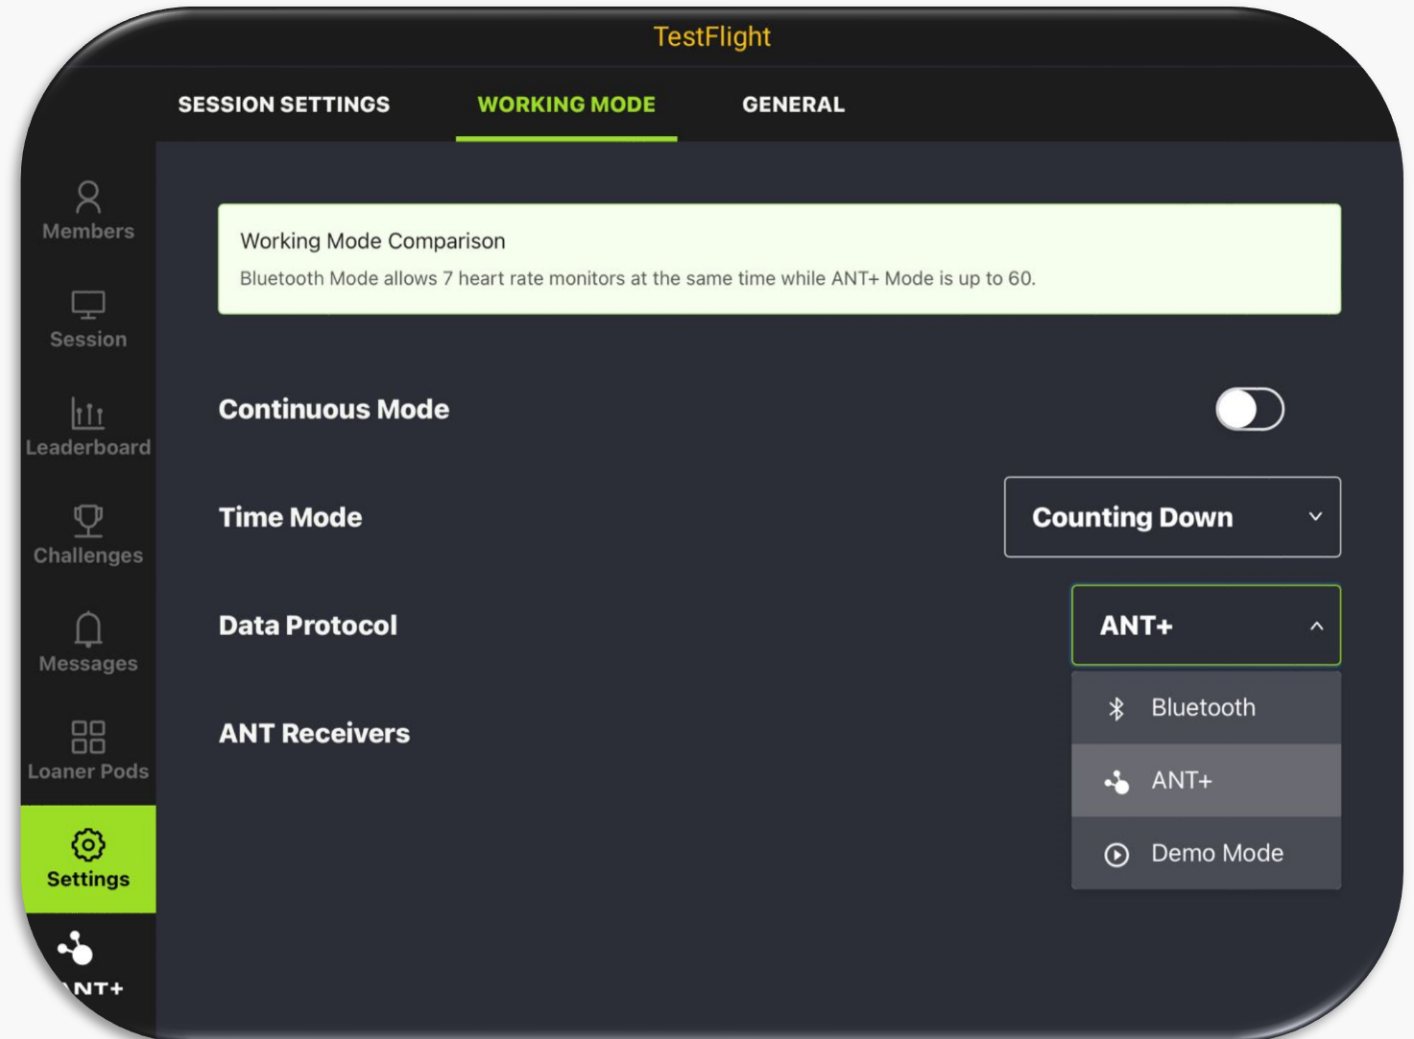 TestFlight
SESSION SETTINGS
WORKING MODE
GENERAL
Members
Session
Leaderboard
Challenges
Messages
Loaner Pods
Settings
ANT+
Working Mode Comparison
Bluetooth Mode allows 7 heart rate monitors at the same time while ANT+ Mode is up to 60.
Continuous Mode
Time Mode
Counting Down
Data Protocol
ANT+
Bluetooth
ANT+
Demo Mode
ANT Receivers